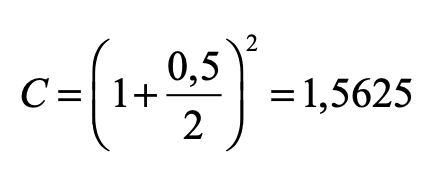 C = (1 + 0,5/2)² = 1,5625